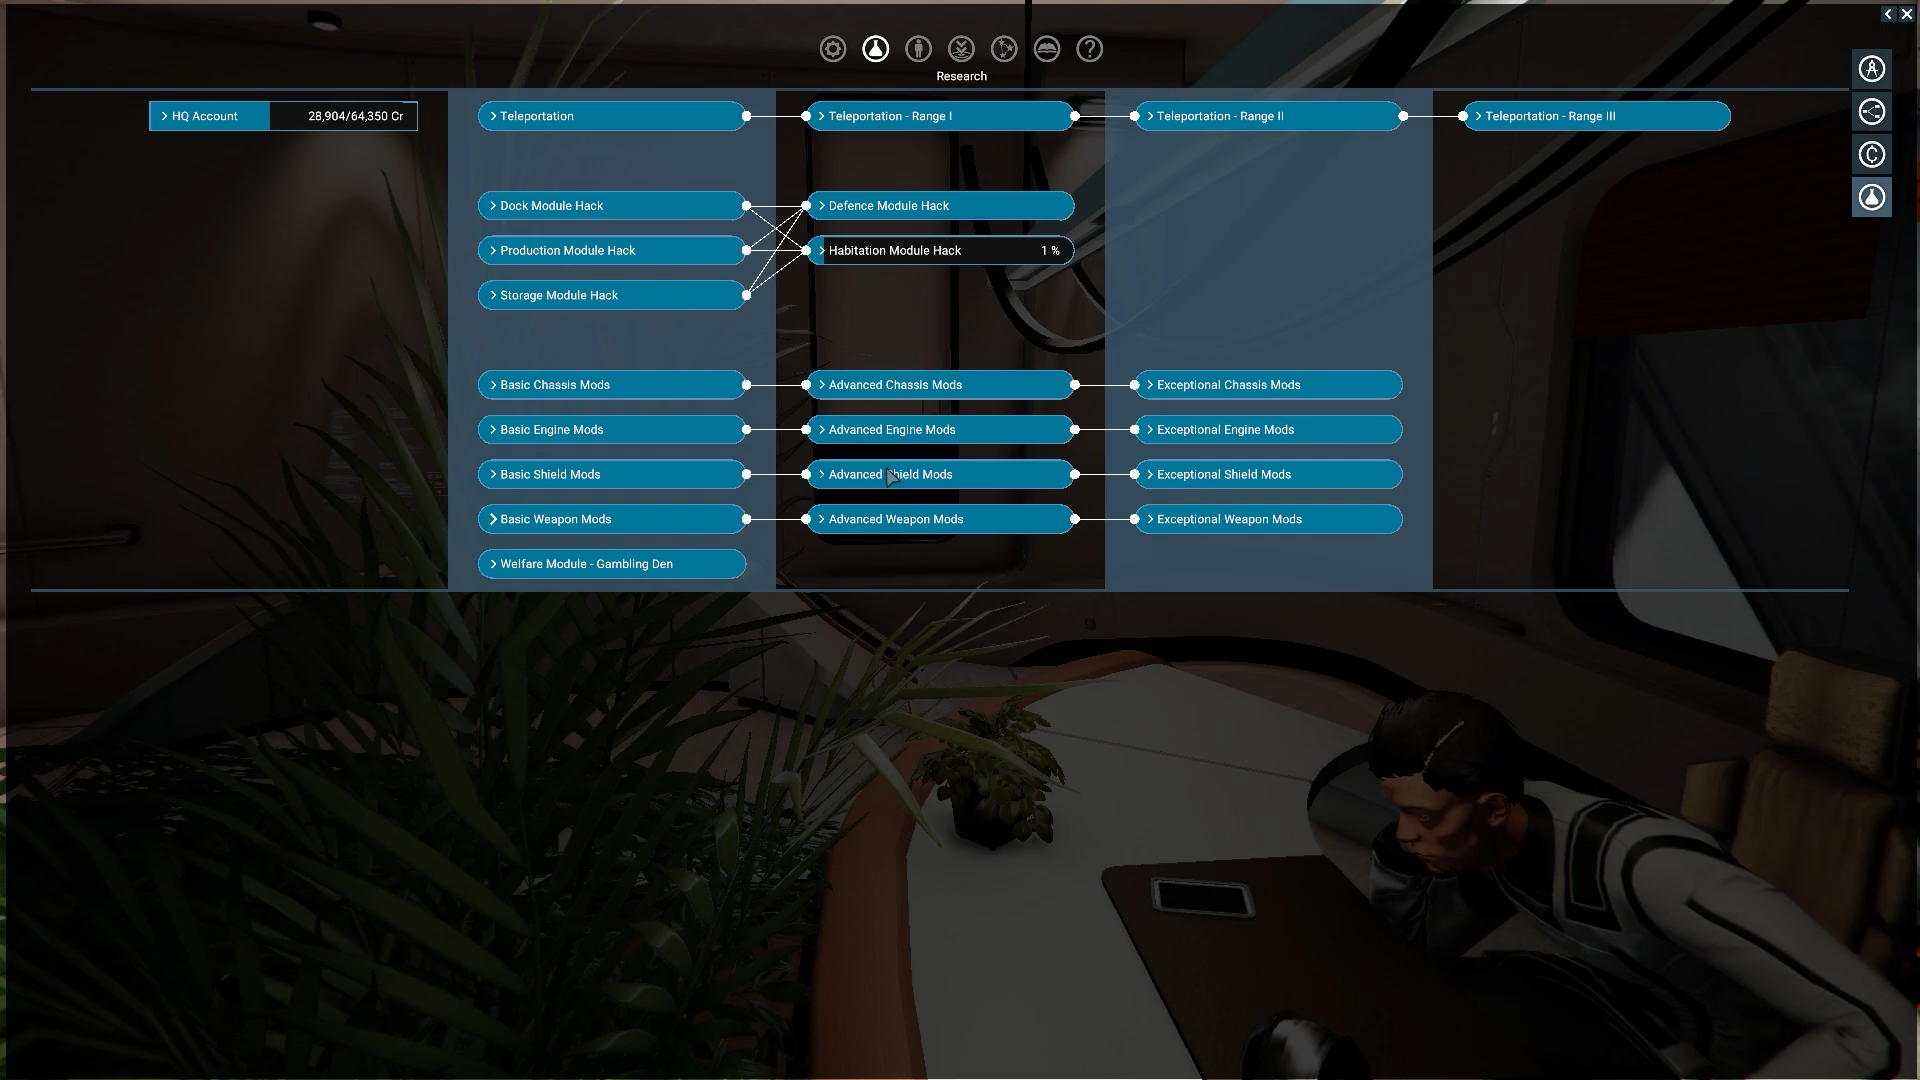 Research
HQ Account 28,904/64,350 Cr
Teleportation
Teleportation - Range I
Teleportation - Range II
Teleportation - Range III
Dock Module Hack
Defence Module Hack
Production Module Hack
Habitation Module Hack 1 %
Storage Module Hack
Basic Chassis Mods
Advanced Chassis Mods
Exceptional Chassis Mods
Basic Engine Mods
Advanced Engine Mods
Exceptional Engine Mods
Basic Shield Mods
Advanced Shield Mods
Exceptional Shield Mods
Basic Weapon Mods
Advanced Weapon Mods
Exceptional Weapon Mods
Welfare Module - Gambling Den